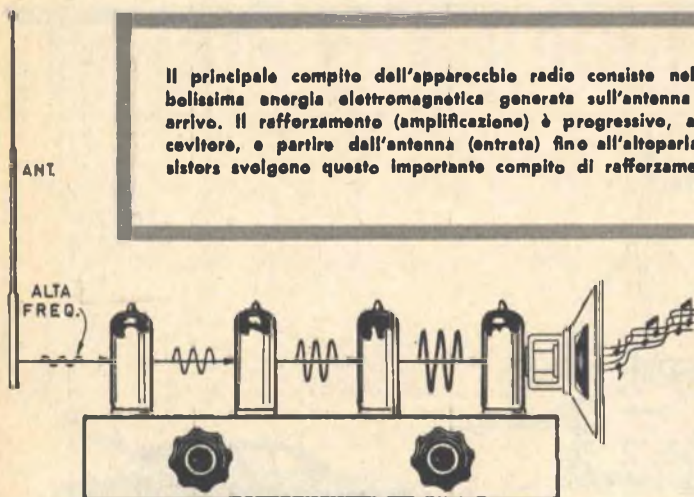 Il principale compito dell'apparecchio radio consiste nel
bolissima energia elettromagnetica generata sull'antenna
arrivo. Il rafforzamento (amplificazione) è progressivo, a
cevitore, e partire dall'antenna (entrata) fino all'altoparla
sistors svolgono questo importante compito di rafforzame
ANT.
ALTA
FREQ.